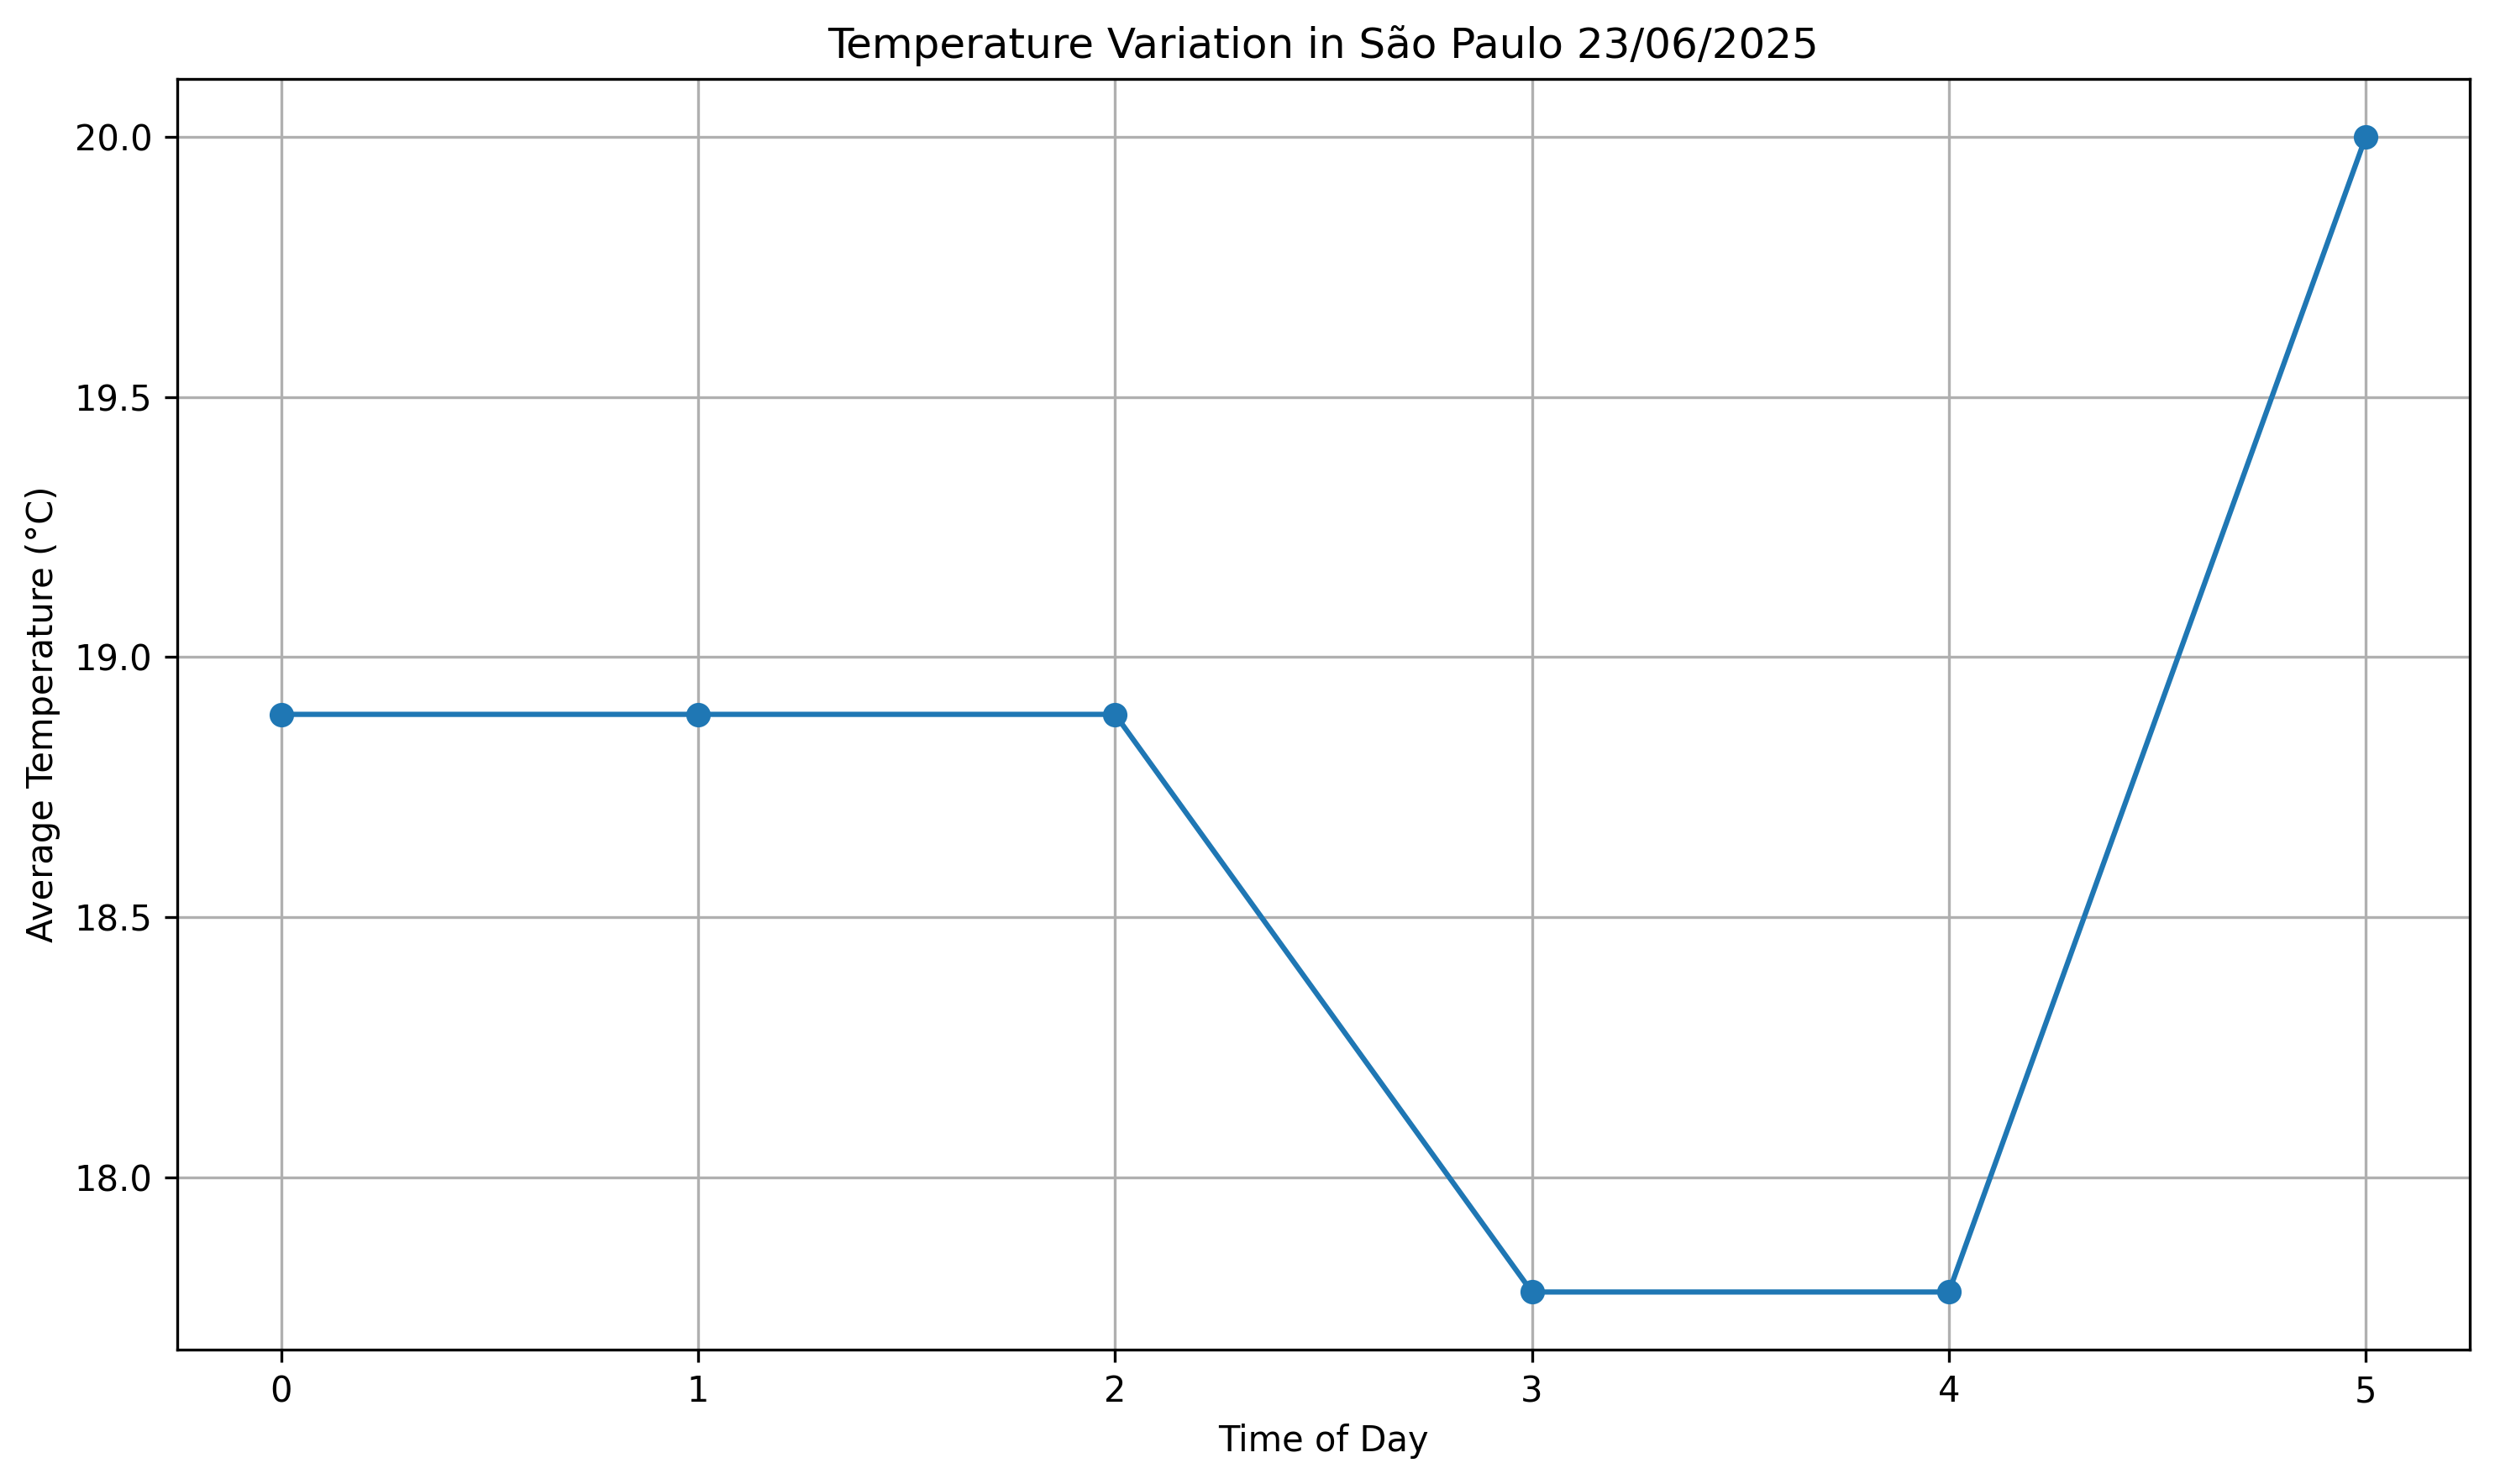 Temperature Variation in São Paulo 23/06/2025
20.0
19.5
19.0
18.5
18.0
Average Temperature (°C)
0 1 2 3 4 5
Time of Day